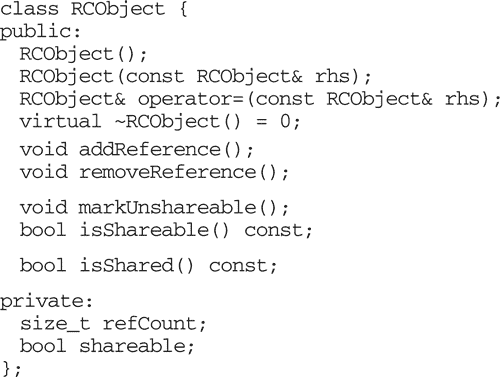 class RCObject {
public:
  RCObject();
  RCObject(const RCObject& rhs);
  RCObject& operator=(const RCObject& rhs);
  virtual ~RCObject() = 0;
  void addReference();
  void removeReference();
  void markUnshareable();
  bool isShareable() const;
  bool isShared() const;
private:
  size_t refCount;
  bool shareable;
};